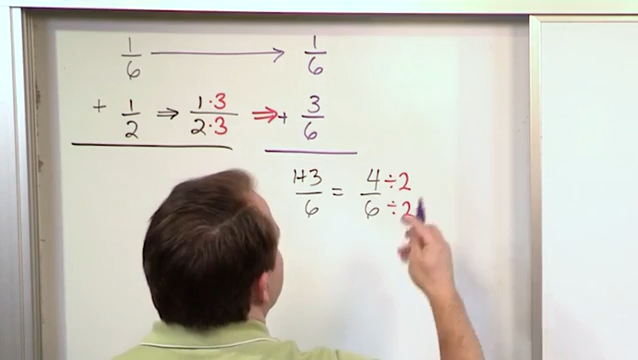 1/6 → 1/6
+ 1/2 ⇒ 1·3/2·3 ⇒ + 3/6
1+3/6 = 4÷2/6÷2